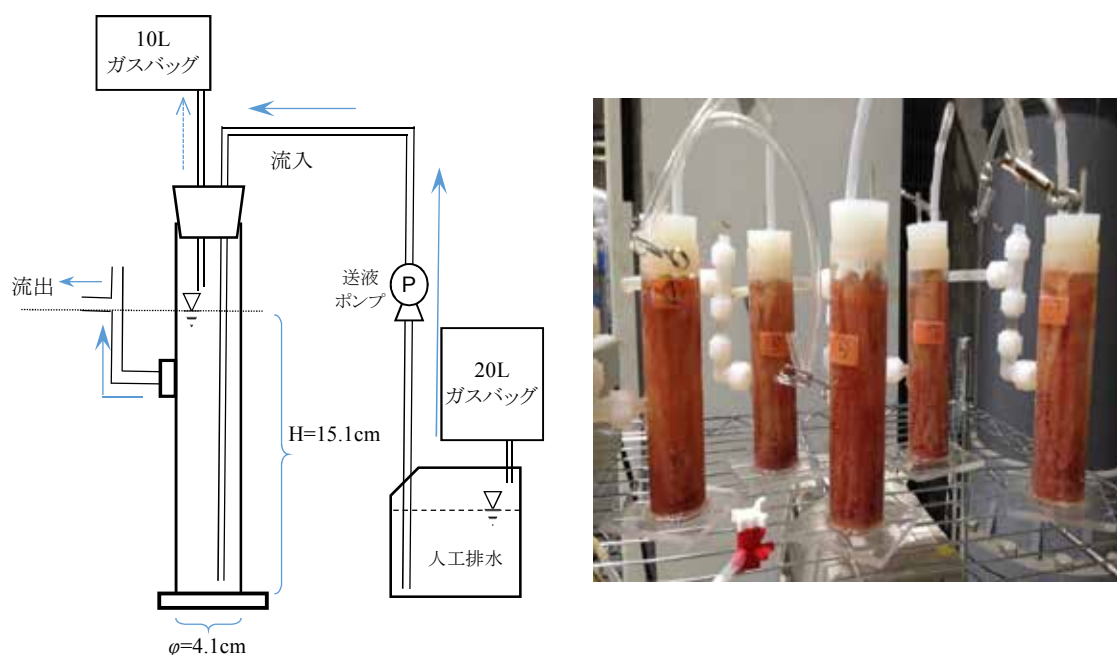 10L
ガスバッグ
流入
流出
送液
ポンプ
P
20L
ガスバッグ
H=15.1cm
人工排水
φ=4.1cm